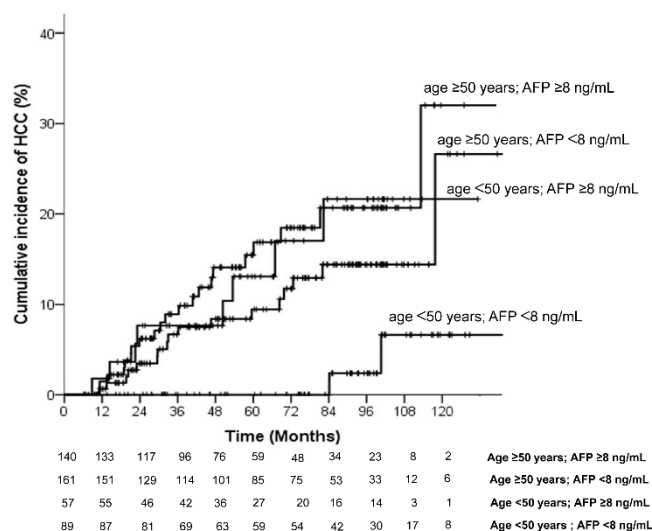 Cumulative incidence of HCC (%)
40
30
20
10
0
age ≥50 years; AFP ≥8 ng/mL
age ≥50 years; AFP <8 ng/mL
age <50 years; AFP ≥8 ng/mL
age <50 years; AFP <8 ng/mL
0 12 24 36 48 60 72 84 96 108 120
Time (Months)
140 133 117 96 76 59 48 34 23 8 2 Age ≥50 years; AFP ≥8 ng/mL
161 151 129 114 101 85 75 53 33 12 6 Age ≥50 years; AFP <8 ng/mL
57 55 46 42 36 27 20 16 14 3 1 Age <50 years; AFP ≥8 ng/mL
89 87 81 69 63 59 54 42 30 17 8 Age <50 years ; AFP <8 ng/mL